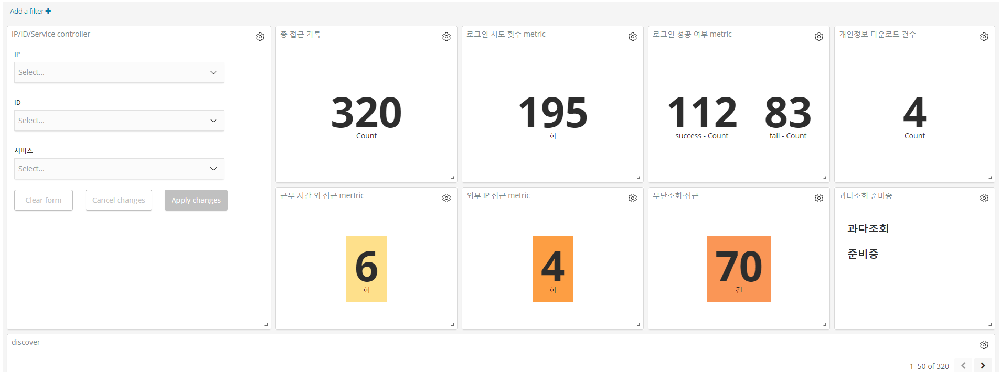 Add a filter
IP/ID/Service controller
IP
Select...
ID
Select...
서비스
Select...
Clear form
Cancel changes
Apply changes
총 접근 기록
320
Count
로그인 시도 횟수 metric
195
회
로그인 성공 여부 metric
112
success - Count
83
fail - Count
개인정보 다운로드 건수
4
Count
근무 시간 외 접근 mertric
6
회
외부 IP 접근 metric
4
회
무단조회·접근
70
건
과다조회 준비중
과다조회
준비중
discover
1–50 of 320